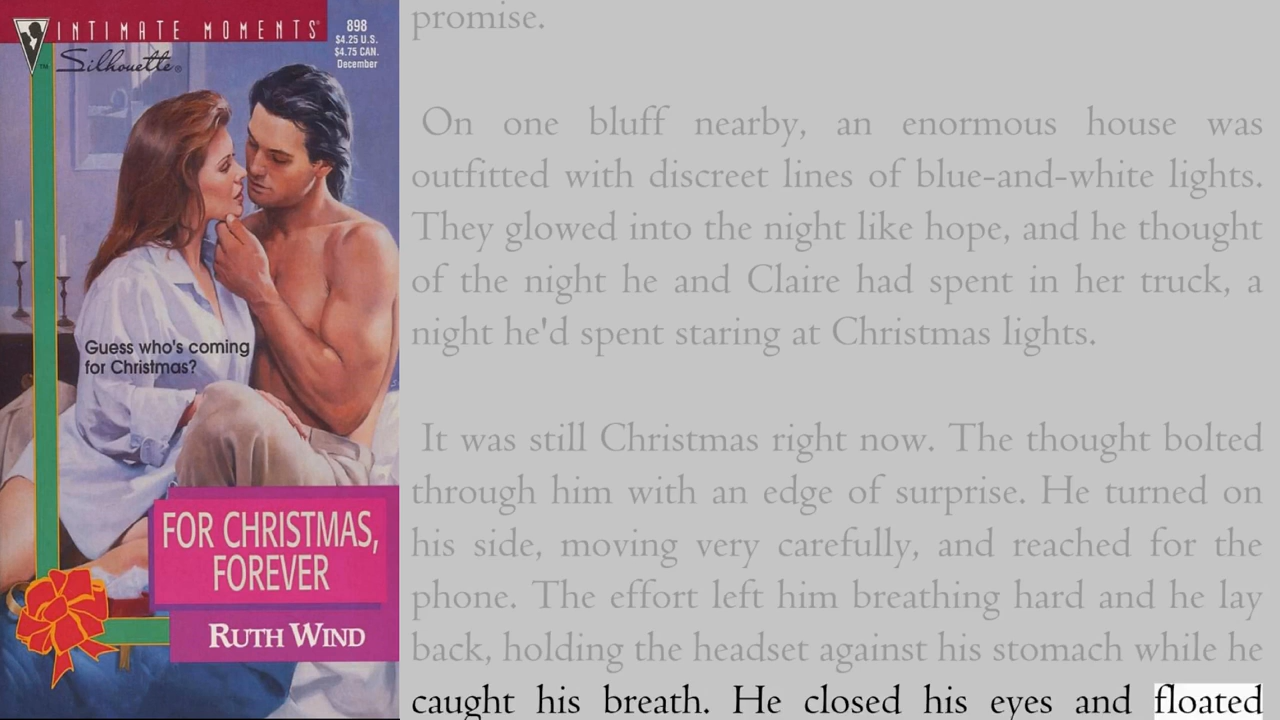 INTIMATE MOMENTS®
Silhouette®
TM
898
$4.25 U.S.
$4.75 CAN.
December
Guess who's coming
for Christmas?
FOR CHRISTMAS,
FOREVER
RUTH WIND
promise.
On one bluff nearby, an enormous house was
outfitted with discreet lines of blue-and-white lights.
They glowed into the night like hope, and he thought
of the night he and Claire had spent in her truck, a
night he'd spent staring at Christmas lights.
It was still Christmas right now. The thought bolted
through him with an edge of surprise. He turned on
his side, moving very carefully, and reached for the
phone. The effort left him breathing hard and he lay
back, holding the headset against his stomach while he
caught his breath. He closed his eyes and floated